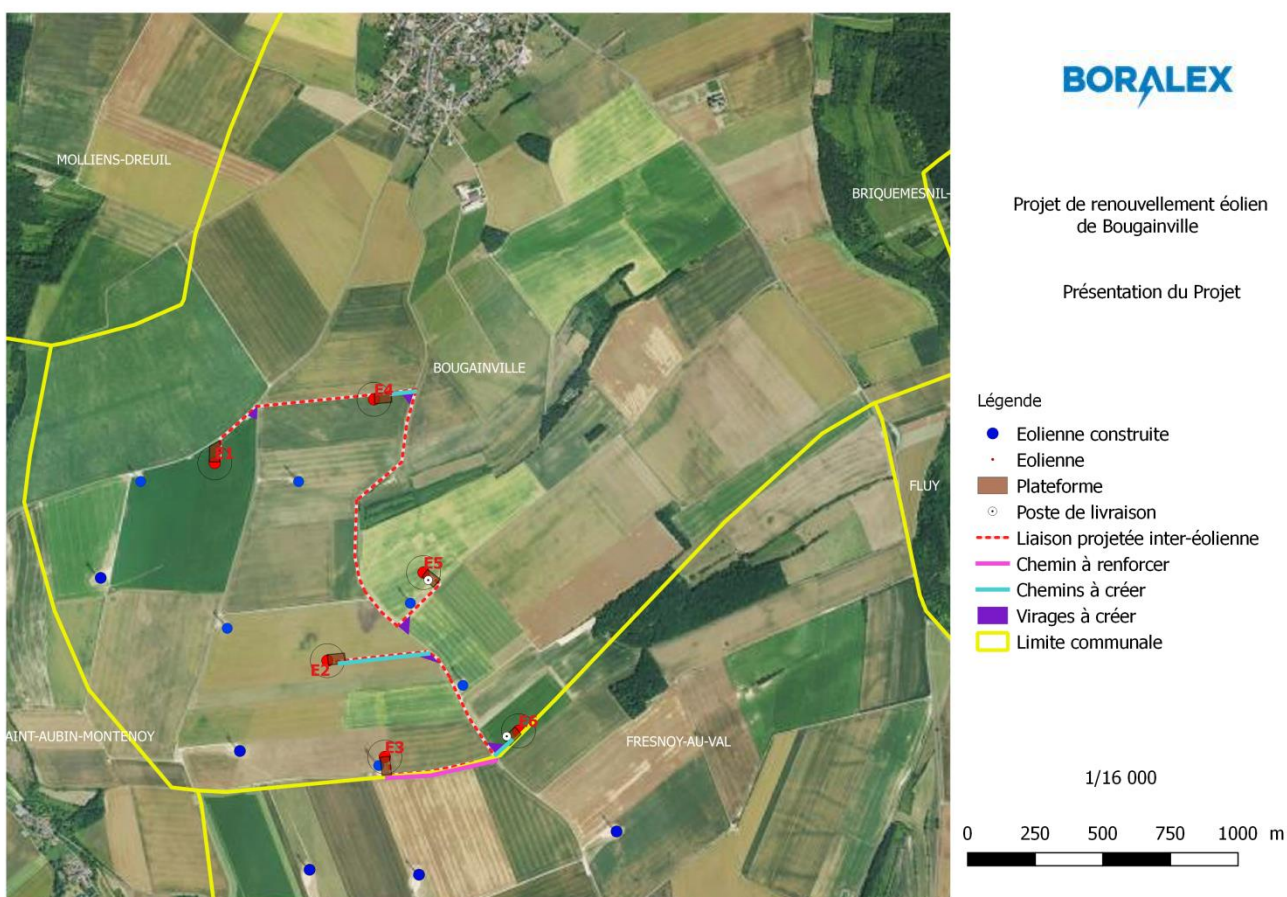 MOLLIENS-DREUIL
BRIQUEMESNIL-
BOUGAINVILLE
E4
E1
FLUY
E5
E2
E6
E3
AINT-AUBIN-MONTENOY
FRESNOY-AU-VAL
BORALEX
Projet de renouvellement éolien
de Bougainville
Présentation du Projet
Légende
Eolienne construite
Eolienne
Plateforme
Poste de livraison
Liaison projetée inter-éolienne
Chemin à renforcer
Chemins à créer
Virages à créer
Limite communale
1/16 000
0 250 500 750 1000 m